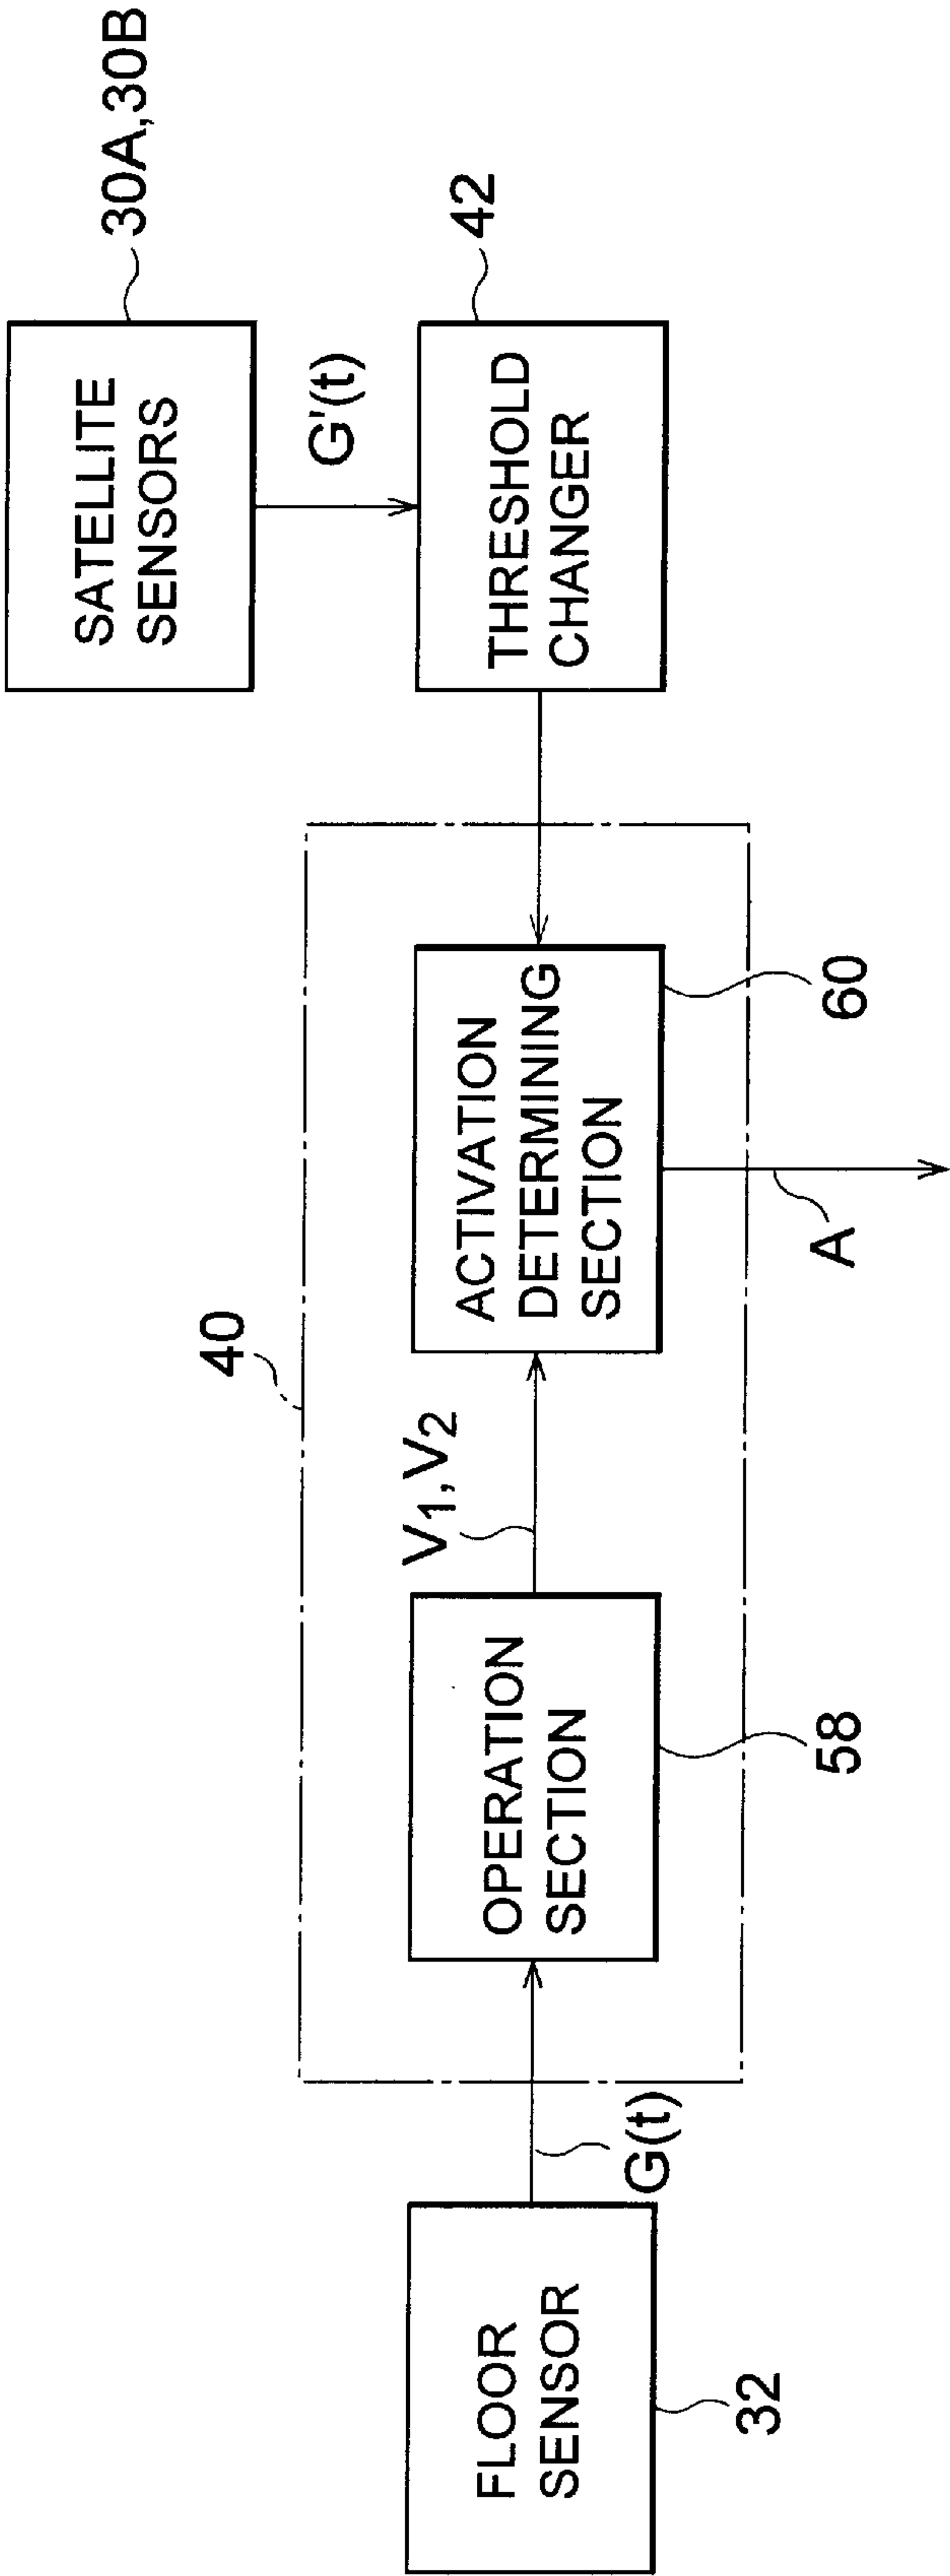 SATELLITE
SENSORS
30A,30B
G'(t)
THRESHOLD
CHANGER
42
40
FLOOR
SENSOR
32
G(t)
OPERATION
SECTION
58
V1,V2
ACTIVATION
DETERMINING
SECTION
60
A